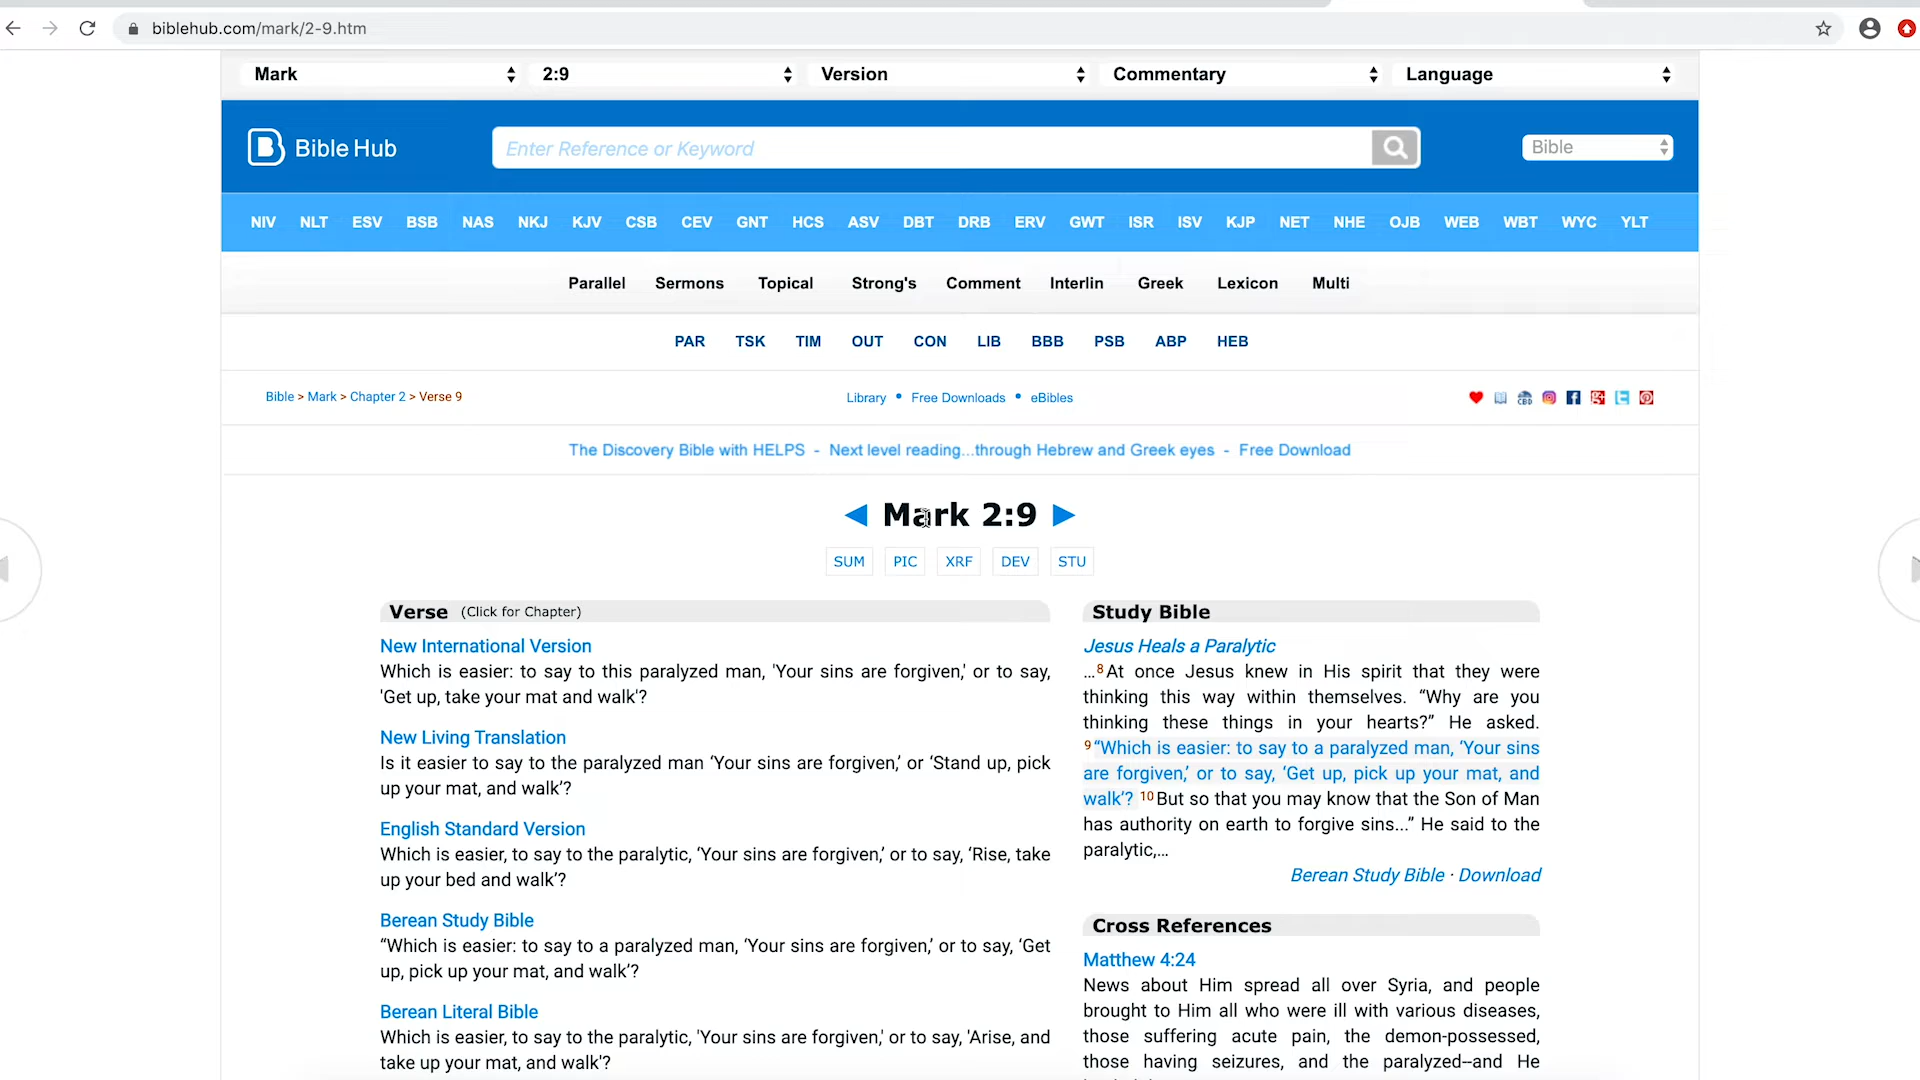 biblehub.com/mark/2-9.htm
Mark 2:9 Version Commentary Language
Bible Hub Enter Reference or Keyword Bible
NIV NLT ESV BSB NAS NKJ KJV CSB CEV GNT HCS ASV DBT DRB ERV GWT ISR ISV KJP NET NHE OJB WEB WBT WYC YLT
Parallel Sermons Topical Strong's Comment Interlin Greek Lexicon Multi
PAR TSK TIM OUT CON LIB BBB PSB ABP HEB
Bible > Mark > Chapter 2 > Verse 9
Library • Free Downloads • eBibles
The Discovery Bible with HELPS - Next level reading...through Hebrew and Greek eyes - Free Download
◄ Mark 2:9 ►
SUM PIC XRF DEV STU
Verse (Click for Chapter)
New International Version
Which is easier: to say to this paralyzed man, 'Your sins are forgiven,' or to say,
'Get up, take your mat and walk'?
New Living Translation
Is it easier to say to the paralyzed man ‘Your sins are forgiven,’ or ‘Stand up, pick
up your mat, and walk’?
English Standard Version
Which is easier, to say to the paralytic, ‘Your sins are forgiven,’ or to say, ‘Rise, take
up your bed and walk’?
Berean Study Bible
“Which is easier: to say to a paralyzed man, ‘Your sins are forgiven,’ or to say, ‘Get
up, pick up your mat, and walk’?
Berean Literal Bible
Which is easier, to say to the paralytic, 'Your sins are forgiven,' or to say, 'Arise, and
take up your mat, and walk'?
Study Bible
Jesus Heals a Paralytic
…8At once Jesus knew in His spirit that they were
thinking this way within themselves. “Why are you
thinking these things in your hearts?” He asked.
9“Which is easier: to say to a paralyzed man, ‘Your sins
are forgiven,’ or to say, ‘Get up, pick up your mat, and
walk’? 10But so that you may know that the Son of Man
has authority on earth to forgive sins...” He said to the
paralytic,…
Berean Study Bible · Download
Cross References
Matthew 4:24
News about Him spread all over Syria, and people
brought to Him all who were ill with various diseases,
those suffering acute pain, the demon-possessed,
those having seizures, and the paralyzed--and He